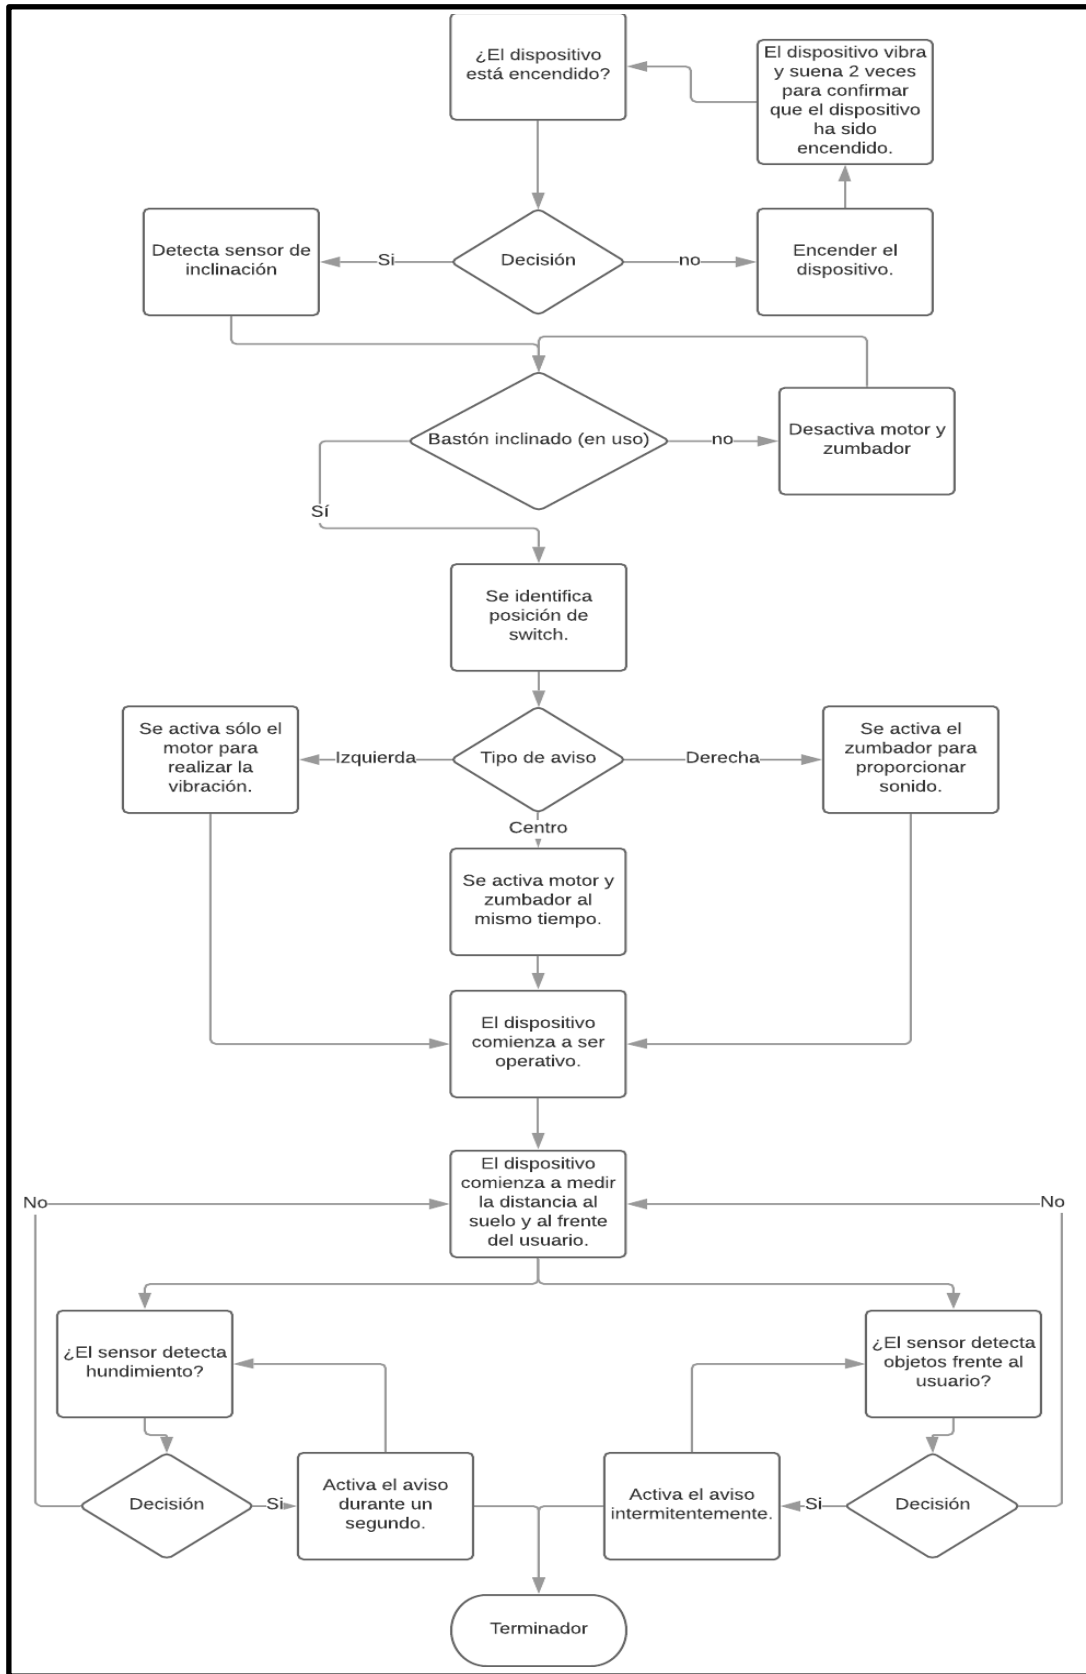 ¿El dispositivo
está encendido?
El dispositivo vibra
y suena 2 veces
para confirmar
que el dispositivo
ha sido
encendido.
Detecta sensor de
inclinación
Si
Decisión
no
Encender el
dispositivo.
Bastón inclinado (en uso)
no
Desactiva motor y
zumbador
Sí
Se identifica
posición de
switch.
Se activa sólo el
motor para
realizar la
vibración.
Izquierda
Tipo de aviso
Derecha
Se activa el
zumbador para
proporcionar
sonido.
Centro
Se activa motor y
zumbador al
mismo tiempo.
El dispositivo
comienza a ser
operativo.
El dispositivo
comienza a medir
la distancia al
suelo y al frente
del usuario.
No
No
¿El sensor detecta
hundimiento?
¿El sensor detecta
objetos frente al
usuario?
Decisión
Si
Activa el aviso
durante un
segundo.
Activa el aviso
intermitentemente.
Si
Decisión
Terminador